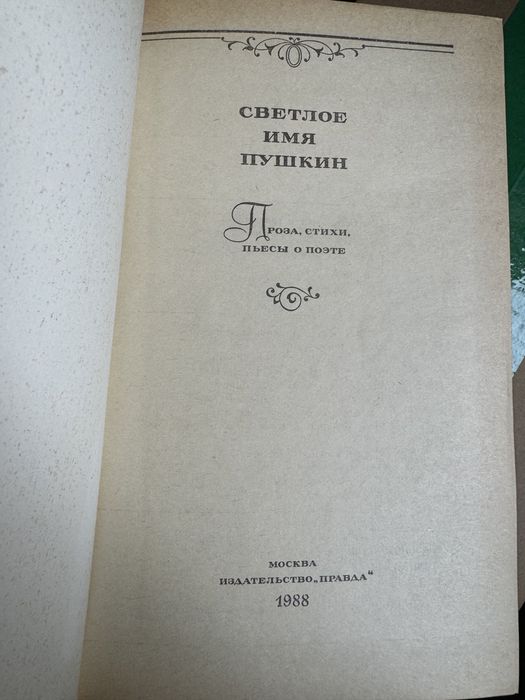 СВЕТЛОЕ
ИМЯ
ПУШКИН
ПРОЗА, СТИХИ,
ПЬЕСЫ О ПОЭТЕ
МОСКВА
ИЗДАТЕЛЬСТВО „ПРАВДА“
1988